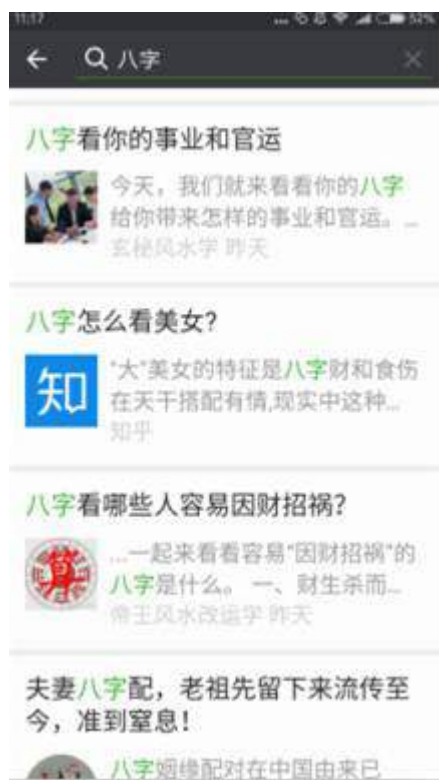 11:17
52%
八字
八字看你的事业和官运
今天，我们就来看看你的八字
给你带来怎样的事业和官运。...
玄秘风水学 昨天
八字怎么看美女?
知
"大"美女的特征是八字财和食伤
在天干搭配有情,现实中这种...
知乎
八字看哪些人容易因财招祸?
算
...一起来看看容易"因财招祸"的
八字是什么。 一、财生杀而...
帝王风水改运学 昨天
夫妻八字配，老祖先留下来流传至
今，准到窒息!
八字姻缘配对在中国由来已